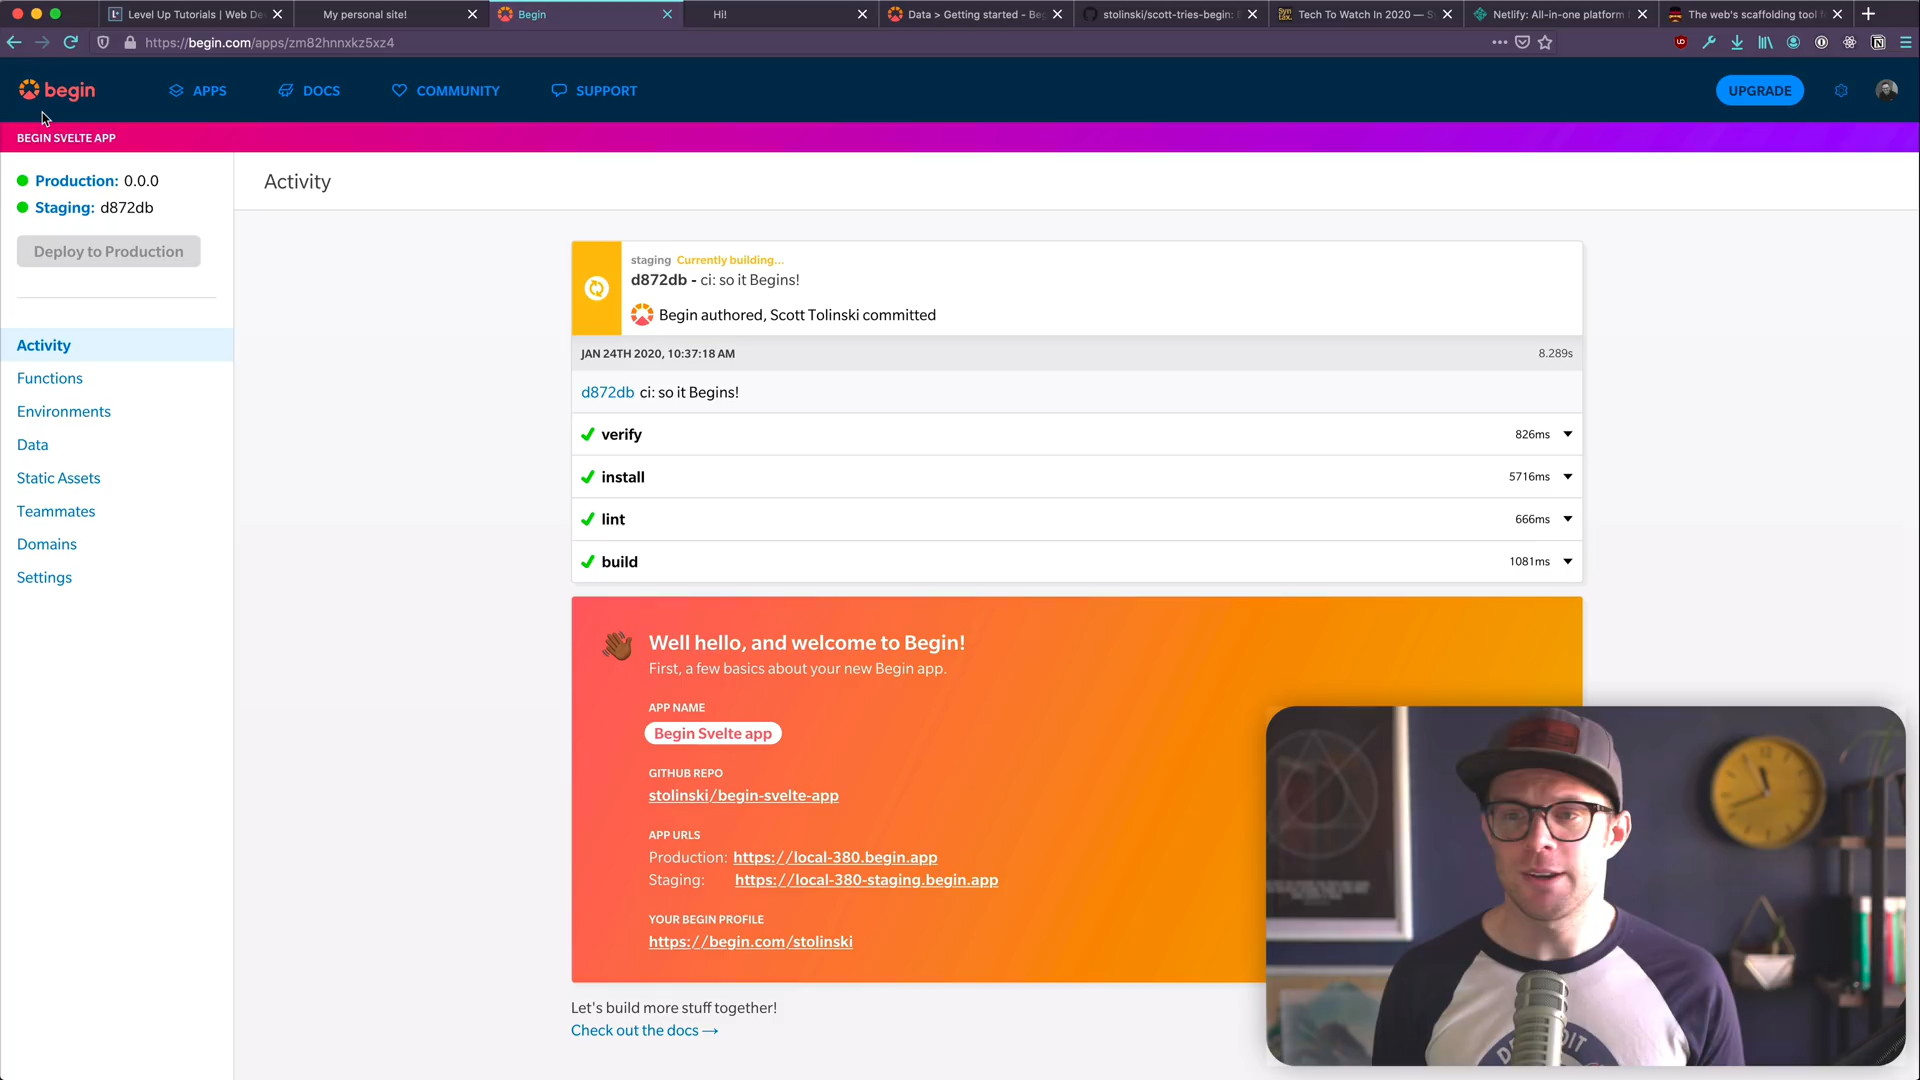 Level Up Tutorials | Web De
My personal site!
Begin
Hi!
Data > Getting started - Beg
stolinski/scott-tries-begin:
Tech To Watch In 2020 — S
Netlify: All-in-one platform
The web's scaffolding tool
https://begin.com/apps/zm82hnnxkz5xz4
begin
APPS
DOCS
COMMUNITY
SUPPORT
UPGRADE
BEGIN SVELTE APP
Production: 0.0.0
Staging: d872db
Deploy to Production
Activity
Functions
Environments
Data
Static Assets
Teammates
Domains
Settings
Activity
staging Currently building...
d872db - ci: so it Begins!
Begin authored, Scott Tolinski committed
JAN 24TH 2020, 10:37:18 AM 8.289s
d872db ci: so it Begins!
verify 826ms
install 5716ms
lint 666ms
build 1081ms
Well hello, and welcome to Begin!
First, a few basics about your new Begin app.
APP NAME
Begin Svelte app
GITHUB REPO
stolinski/begin-svelte-app
APP URLS
Production: https://local-380.begin.app
Staging: https://local-380-staging.begin.app
YOUR BEGIN PROFILE
https://begin.com/stolinski
Let's build more stuff together!
Check out the docs →